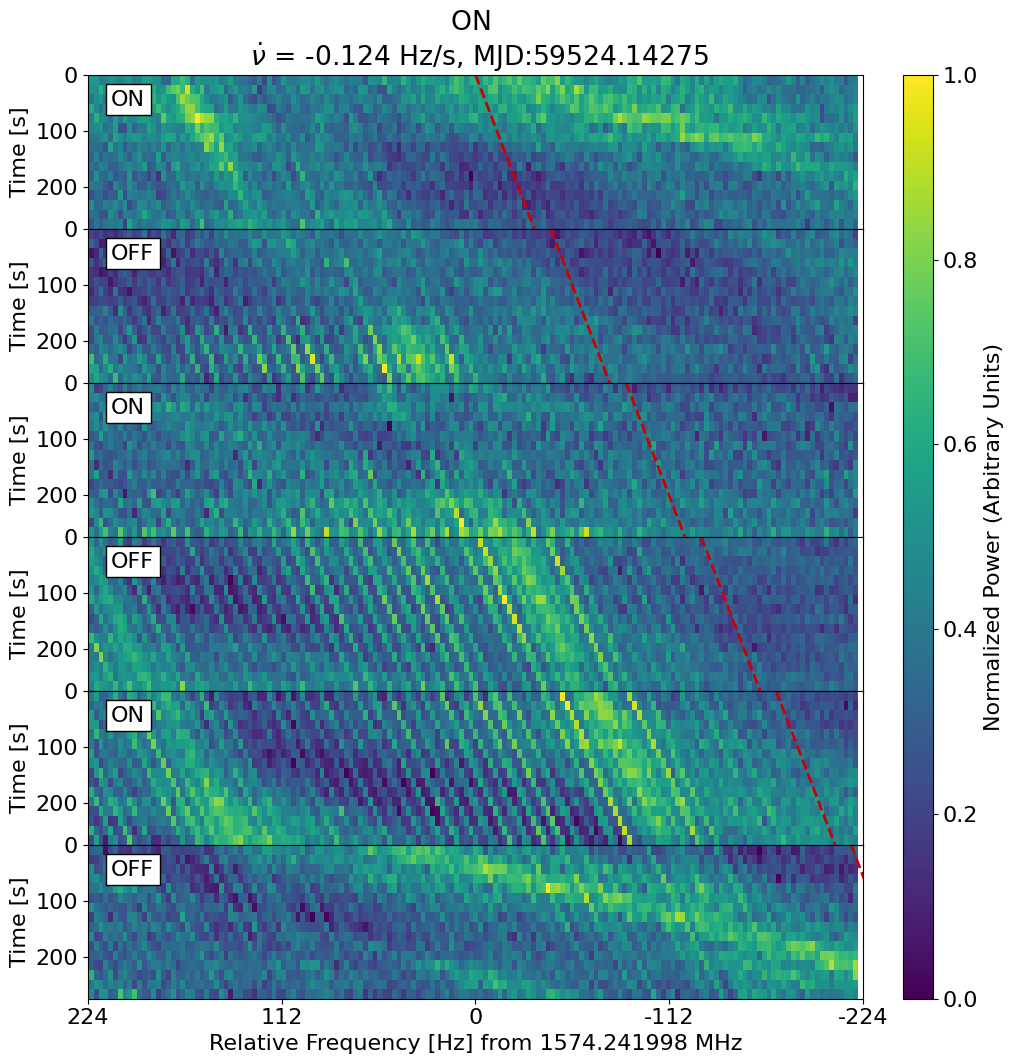 ON
ν̇ = -0.124 Hz/s, MJD:59524.14275
ON
OFF
ON
OFF
ON
OFF
Time [s]
0
100
200
Time [s]
0
100
200
Time [s]
0
100
200
Time [s]
0
100
200
Time [s]
0
100
200
Time [s]
0
100
200
224
112
0
-112
-224
Relative Frequency [Hz] from 1574.241998 MHz
1.0
0.8
0.6
0.4
0.2
0.0
Normalized Power (Arbitrary Units)